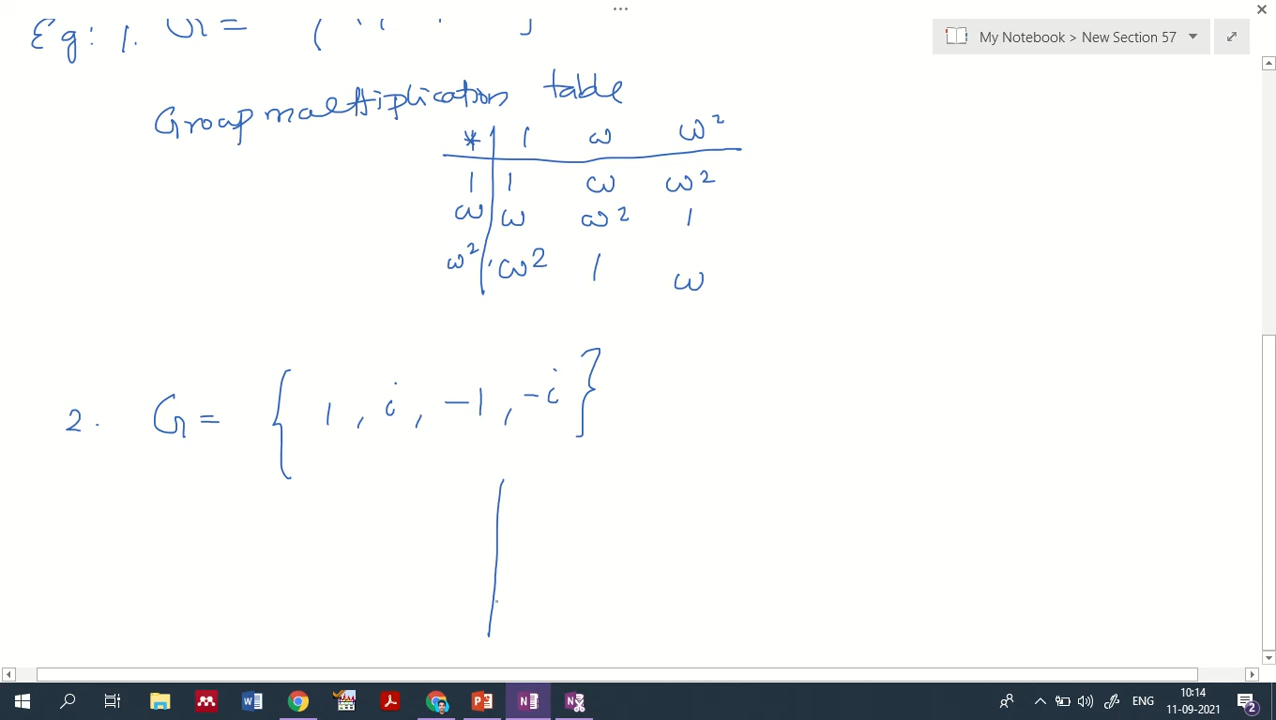 ...
My Notebook > New Section 57
Eg: 1. G =
Group multiplication table
* | 1 ω ω²
1 | 1 ω ω²
ω | ω ω² 1
ω² | ω² 1 ω
2. G = { 1, i, -1, -i }
ENG
10:14
11-09-2021
2